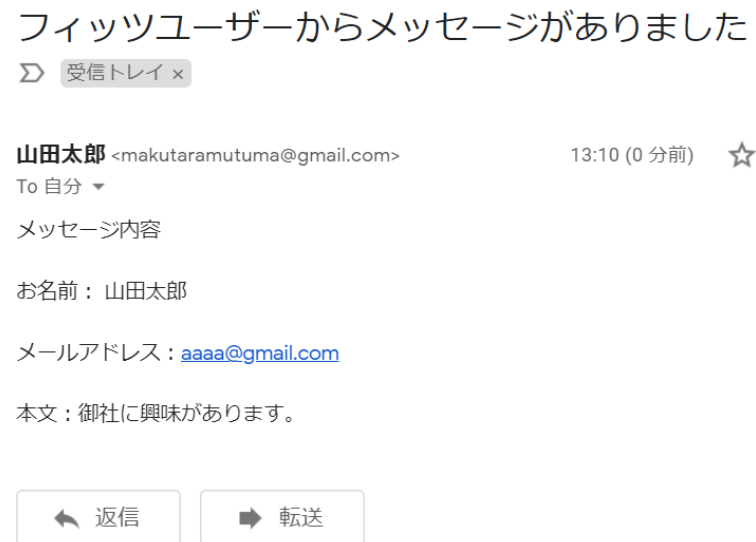 フィッツユーザーからメッセージがありました
受信トレイ ×
山田太郎 <makutaramutuma@gmail.com> 13:10 (0 分前)
To 自分
メッセージ内容
お名前： 山田太郎
メールアドレス：aaaa@gmail.com
本文：御社に興味があります。
返信 転送